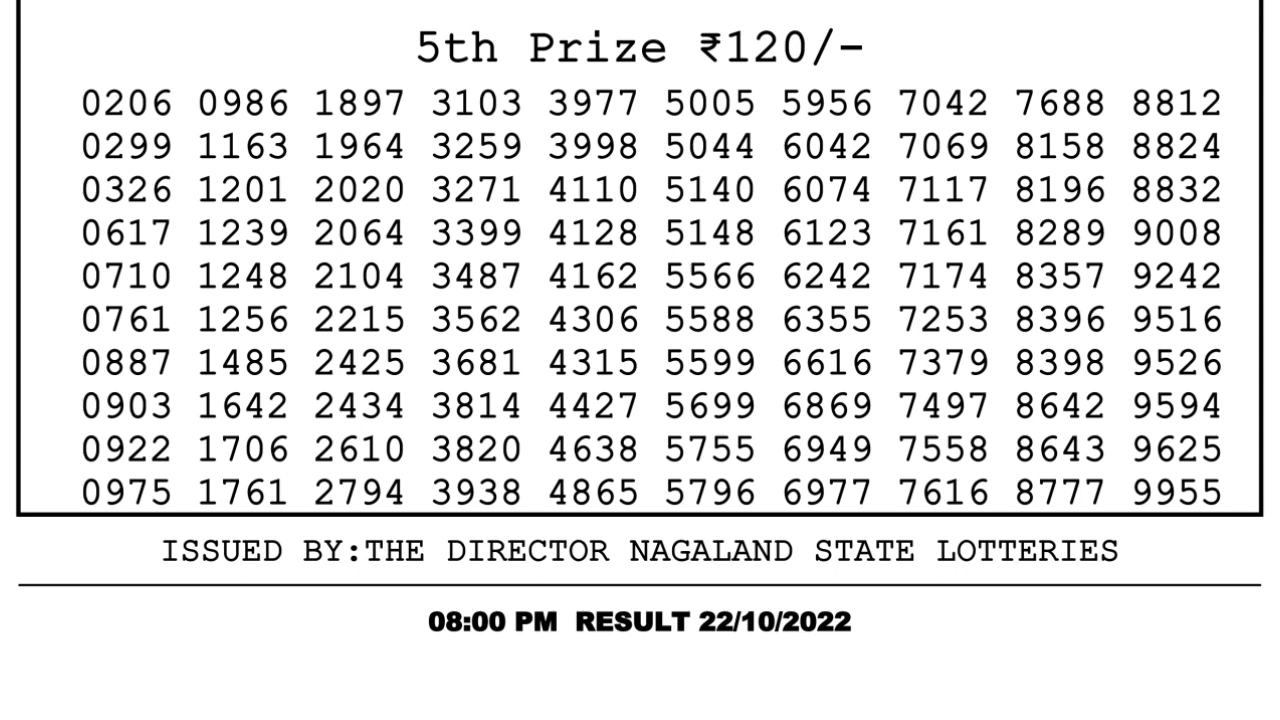 5th Prize ₹120/-
0206 0986 1897 3103 3977 5005 5956 7042 7688 8812
0299 1163 1964 3259 3998 5044 6042 7069 8158 8824
0326 1201 2020 3271 4110 5140 6074 7117 8196 8832
0617 1239 2064 3399 4128 5148 6123 7161 8289 9008
0710 1248 2104 3487 4162 5566 6242 7174 8357 9242
0761 1256 2215 3562 4306 5588 6355 7253 8396 9516
0887 1485 2425 3681 4315 5599 6616 7379 8398 9526
0903 1642 2434 3814 4427 5699 6869 7497 8642 9594
0922 1706 2610 3820 4638 5755 6949 7558 8643 9625
0975 1761 2794 3938 4865 5796 6977 7616 8777 9955
ISSUED BY:THE DIRECTOR NAGALAND STATE LOTTERIES
08:00 PM RESULT 22/10/2022